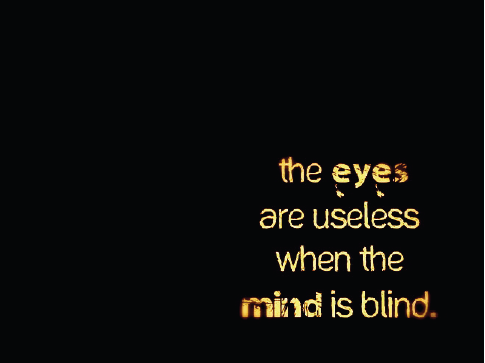 the eyes
are useless
when the
mind is blind.